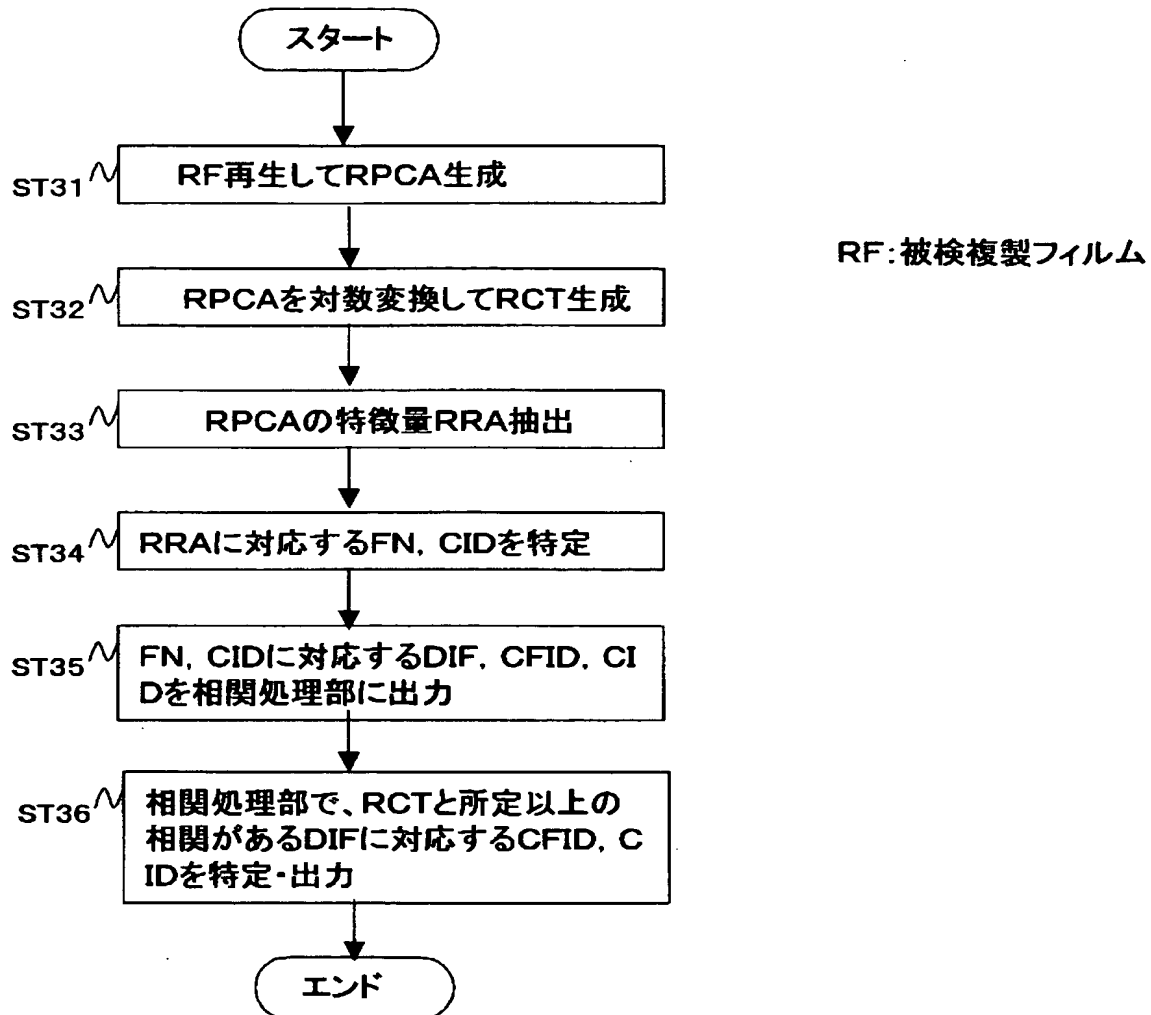 スタート
ST31
RF再生してRPCA生成
RF:被検複製フィルム
ST32
RPCAを対数変換してRCT生成
ST33
RPCAの特徴量RRA抽出
ST34
RRAに対応するFN, CIDを特定
ST35
FN, CIDに対応するDIF, CFID, CI
Dを相関処理部に出力
ST36
相関処理部で、RCTと所定以上の
相関があるDIFに対応するCFID, C
IDを特定・出力
エンド